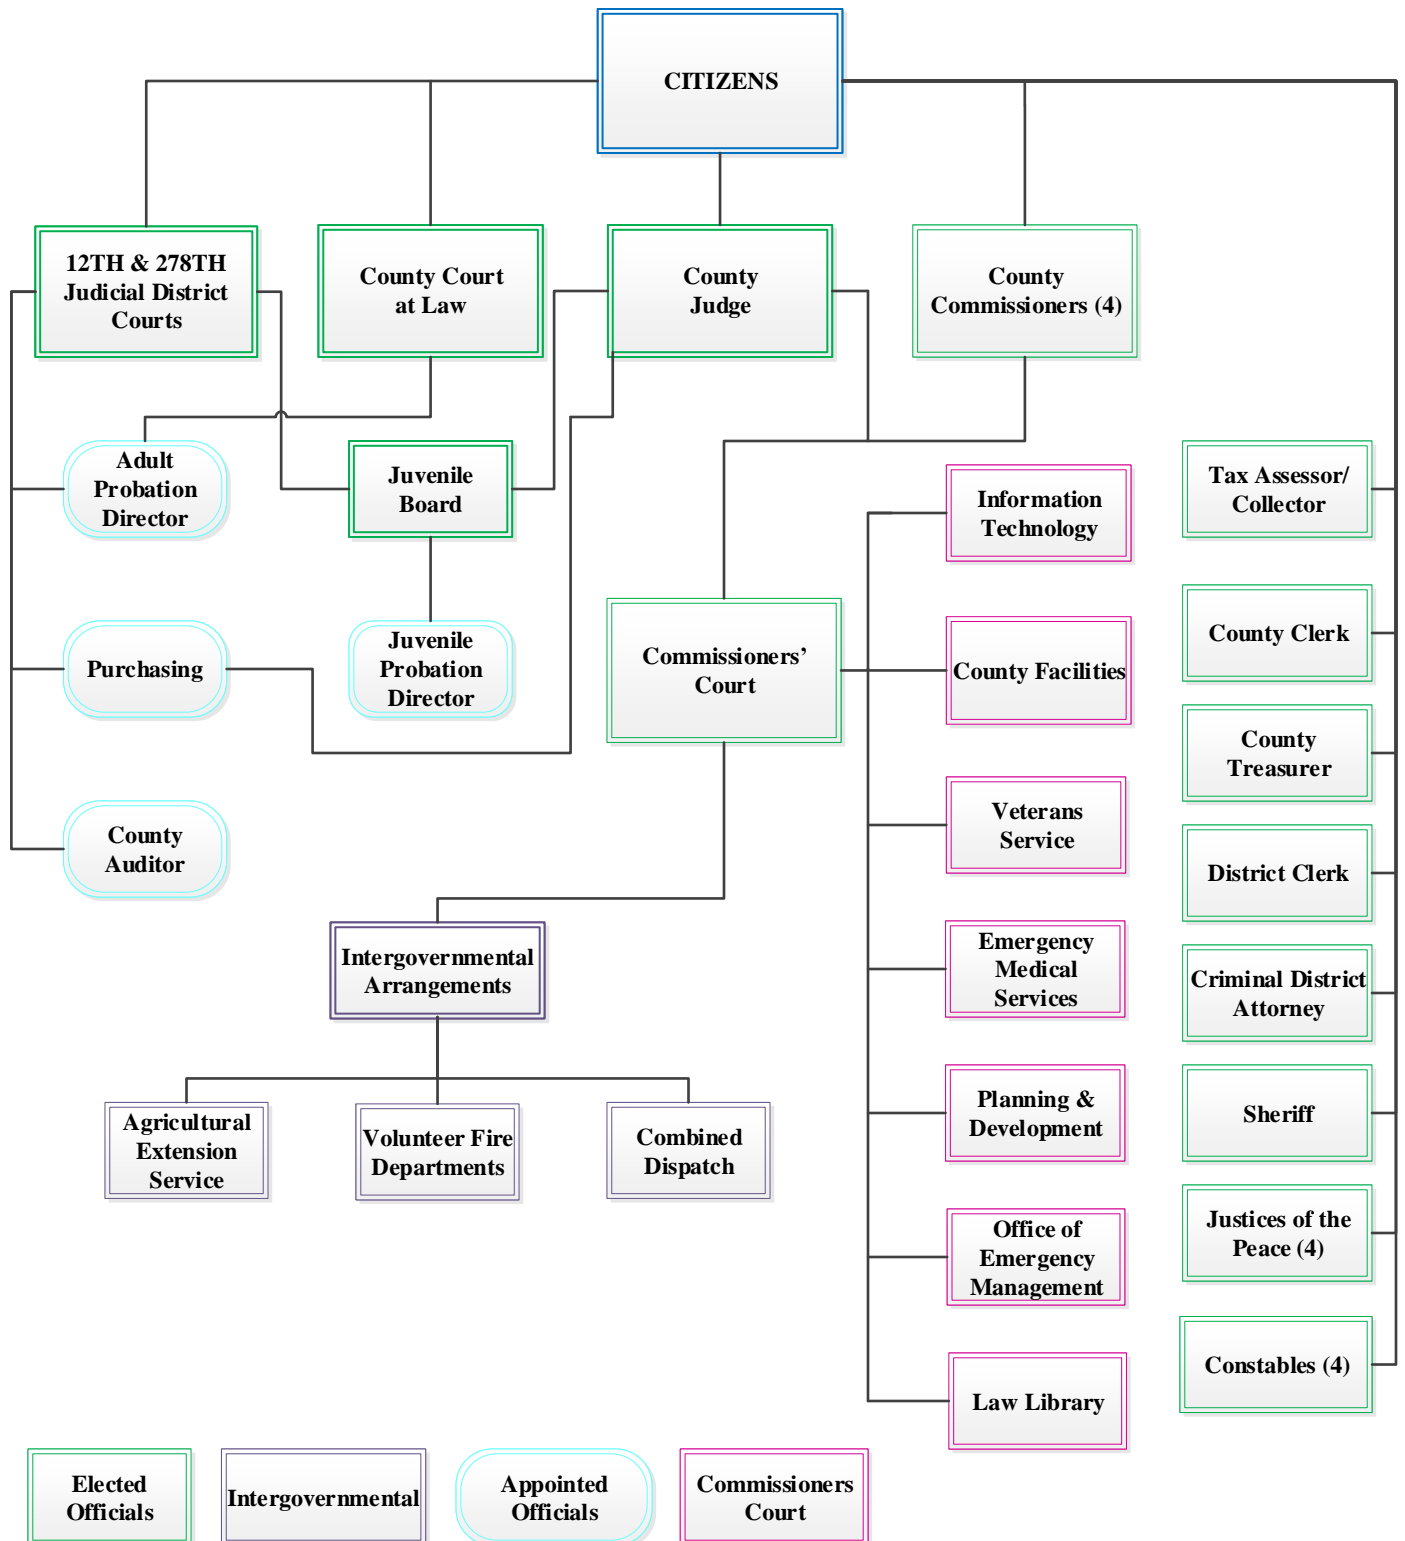 CITIZENS
12TH & 278TH
Judicial District
Courts
County Court
at Law
County
Judge
County
Commissioners (4)
Adult
Probation
Director
Juvenile
Board
Information
Technology
Tax Assessor/
Collector
Purchasing
Juvenile
Probation
Director
Commissioners’
Court
County Facilities
County Clerk
County
Treasurer
County
Auditor
Veterans
Service
District Clerk
Intergovernmental
Arrangements
Emergency
Medical
Services
Criminal District
Attorney
Agricultural
Extension
Service
Volunteer Fire
Departments
Combined
Dispatch
Planning &
Development
Sheriff
Office of
Emergency
Management
Justices of the
Peace (4)
Law Library
Constables (4)
Elected
Officials
Intergovernmental
Appointed
Officials
Commissioners
Court